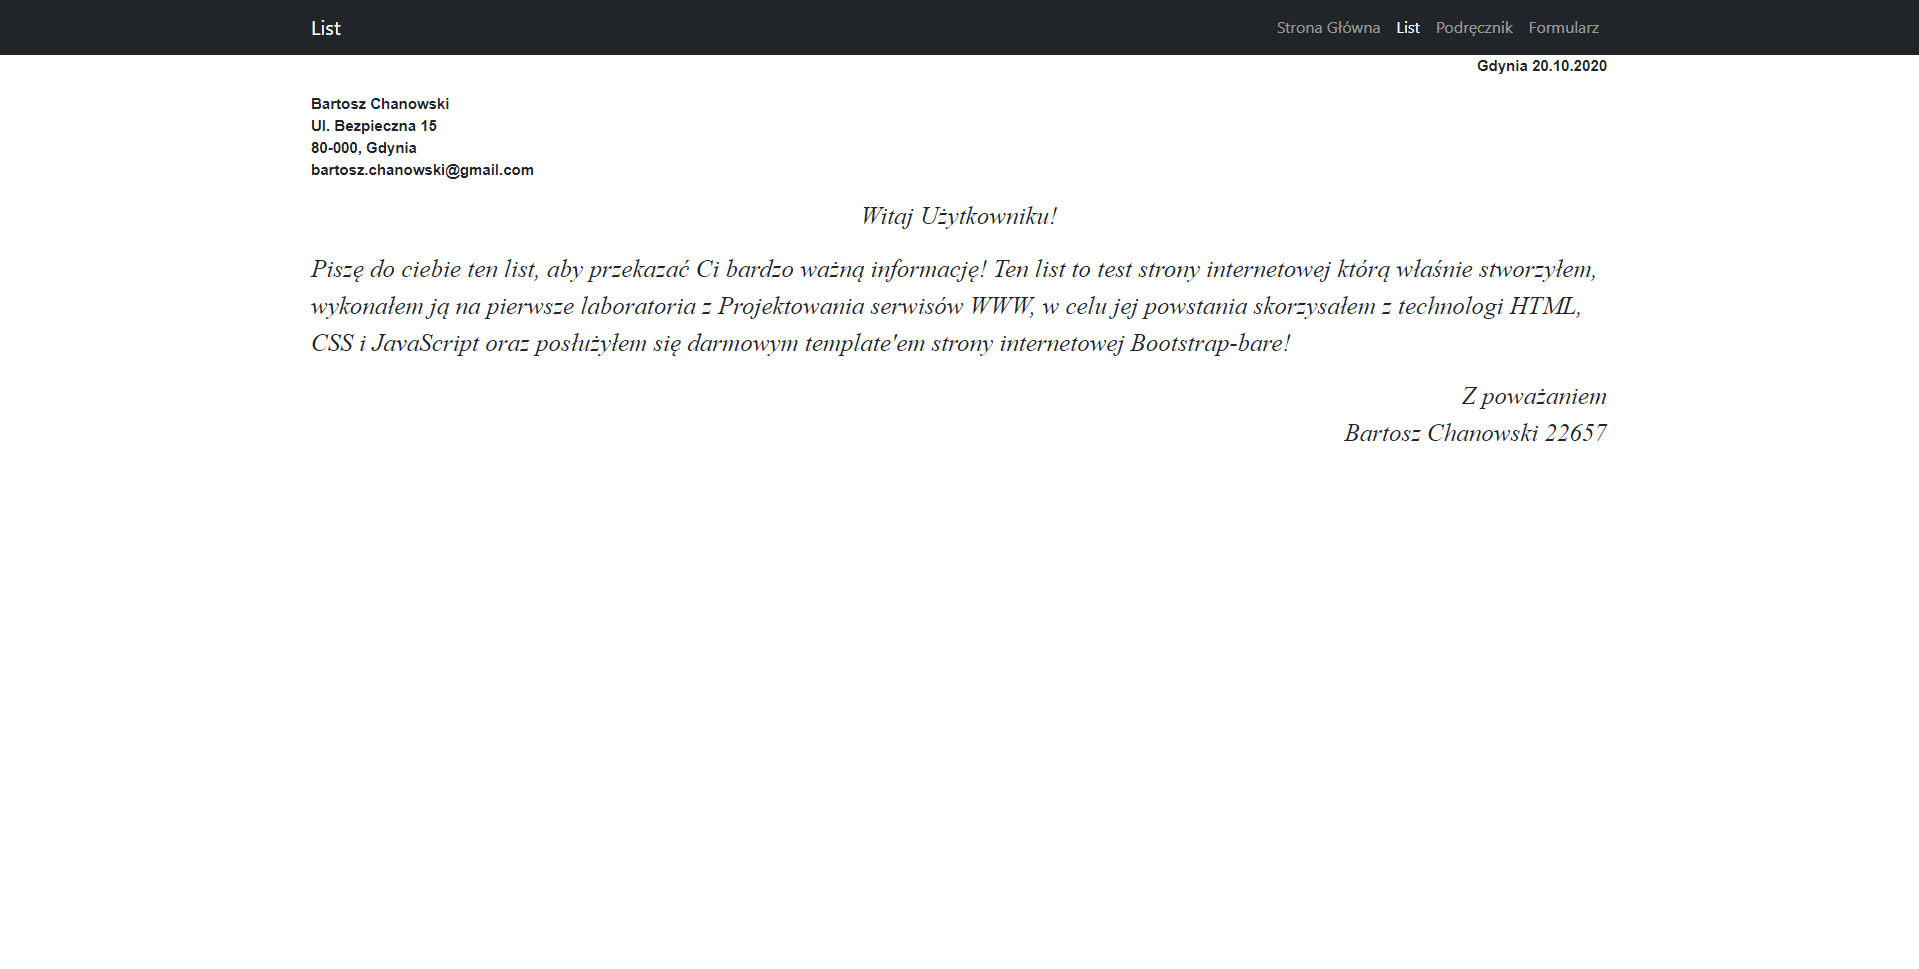 List
Strona Główna List Podręcznik Formularz
Gdynia 20.10.2020
Bartosz Chanowski
Ul. Bezpieczna 15
80-000, Gdynia
bartosz.chanowski@gmail.com
Witaj Użytkowniku!
Piszę do ciebie ten list, aby przekazać Ci bardzo ważną informację! Ten list to test strony internetowej którą właśnie stworzyłem,
wykonałem ją na pierwsze laboratoria z Projektowania serwisów WWW, w celu jej powstania skorzysałem z technologi HTML,
CSS i JavaScript oraz posłużyłem się darmowym template'em strony internetowej Bootstrap-bare!
Z poważaniem
Bartosz Chanowski 22657